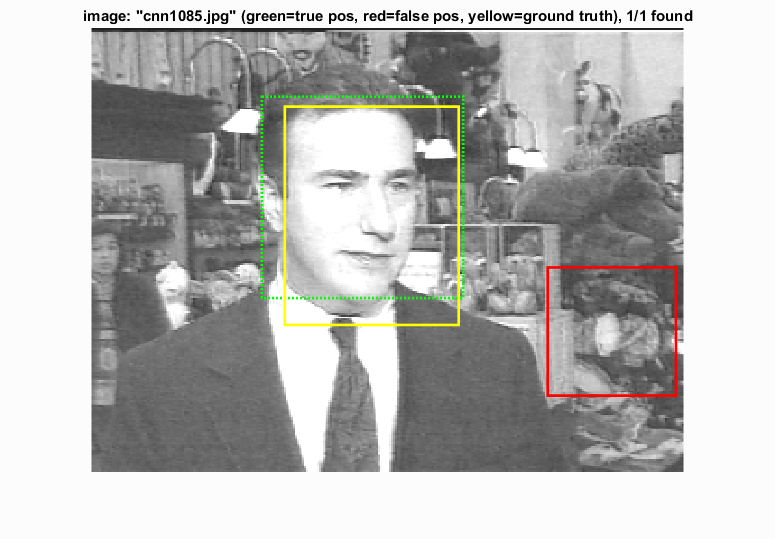 image: "cnn1085.jpg" (green=true pos, red=false pos, yellow=ground truth), 1/1 found